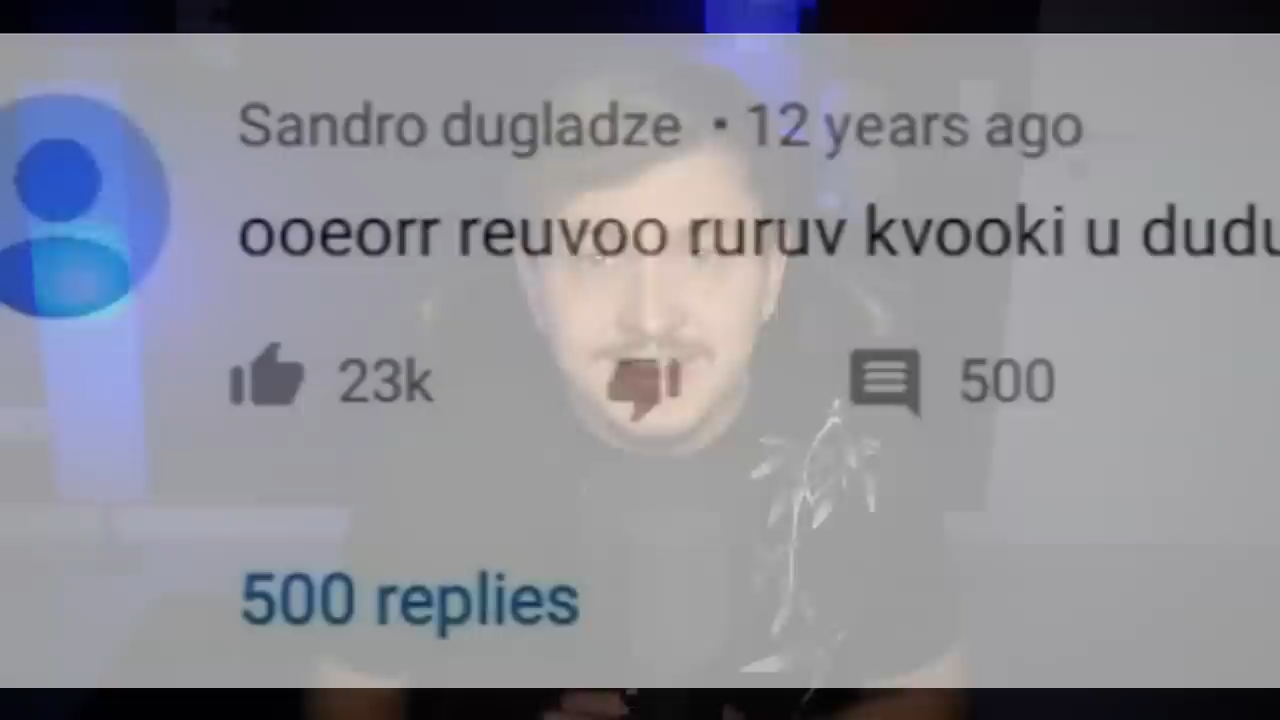 Sandro dugladze • 12 years ago
ooeorr reuvoo ruruv kvooki u dudu
23k
500
500 replies